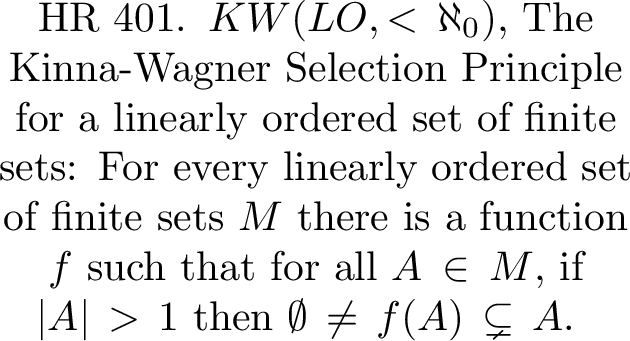 HR 401. KW(LO, < ℵ₀), The
Kinna-Wagner Selection Principle
for a linearly ordered set of finite
sets: For every linearly ordered set
of finite sets M there is a function
f such that for all A ∈ M, if
|A| > 1 then ∅ ≠ f(A) ⊊ A.